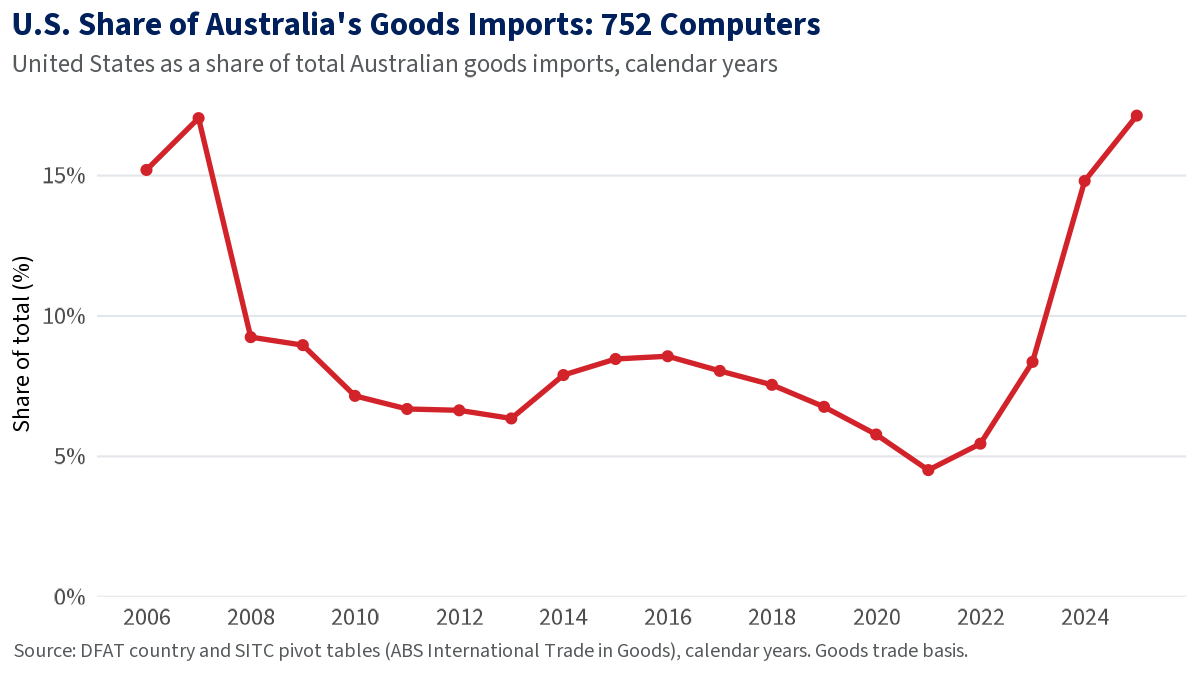 U.S. Share of Australia's Goods Imports: 752 Computers
United States as a share of total Australian goods imports, calendar years
Share of total (%)
15%
10%
5%
0%
2006 2008 2010 2012 2014 2016 2018 2020 2022 2024
Source: DFAT country and SITC pivot tables (ABS International Trade in Goods), calendar years. Goods trade basis.